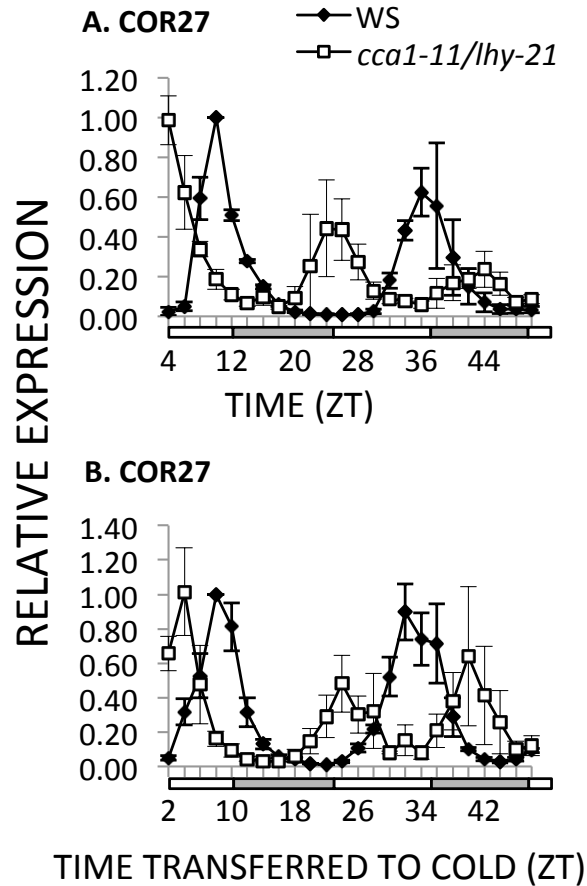 A. COR27
WS
cca1-11/lhy-21
1.20
1.00
0.80
0.60
0.40
0.20
0.00
4 12 20 28 36 44
TIME (ZT)
RELATIVE EXPRESSION
B. COR27
1.40
1.20
1.00
0.80
0.60
0.40
0.20
0.00
2 10 18 26 34 42
TIME TRANSFERRED TO COLD (ZT)